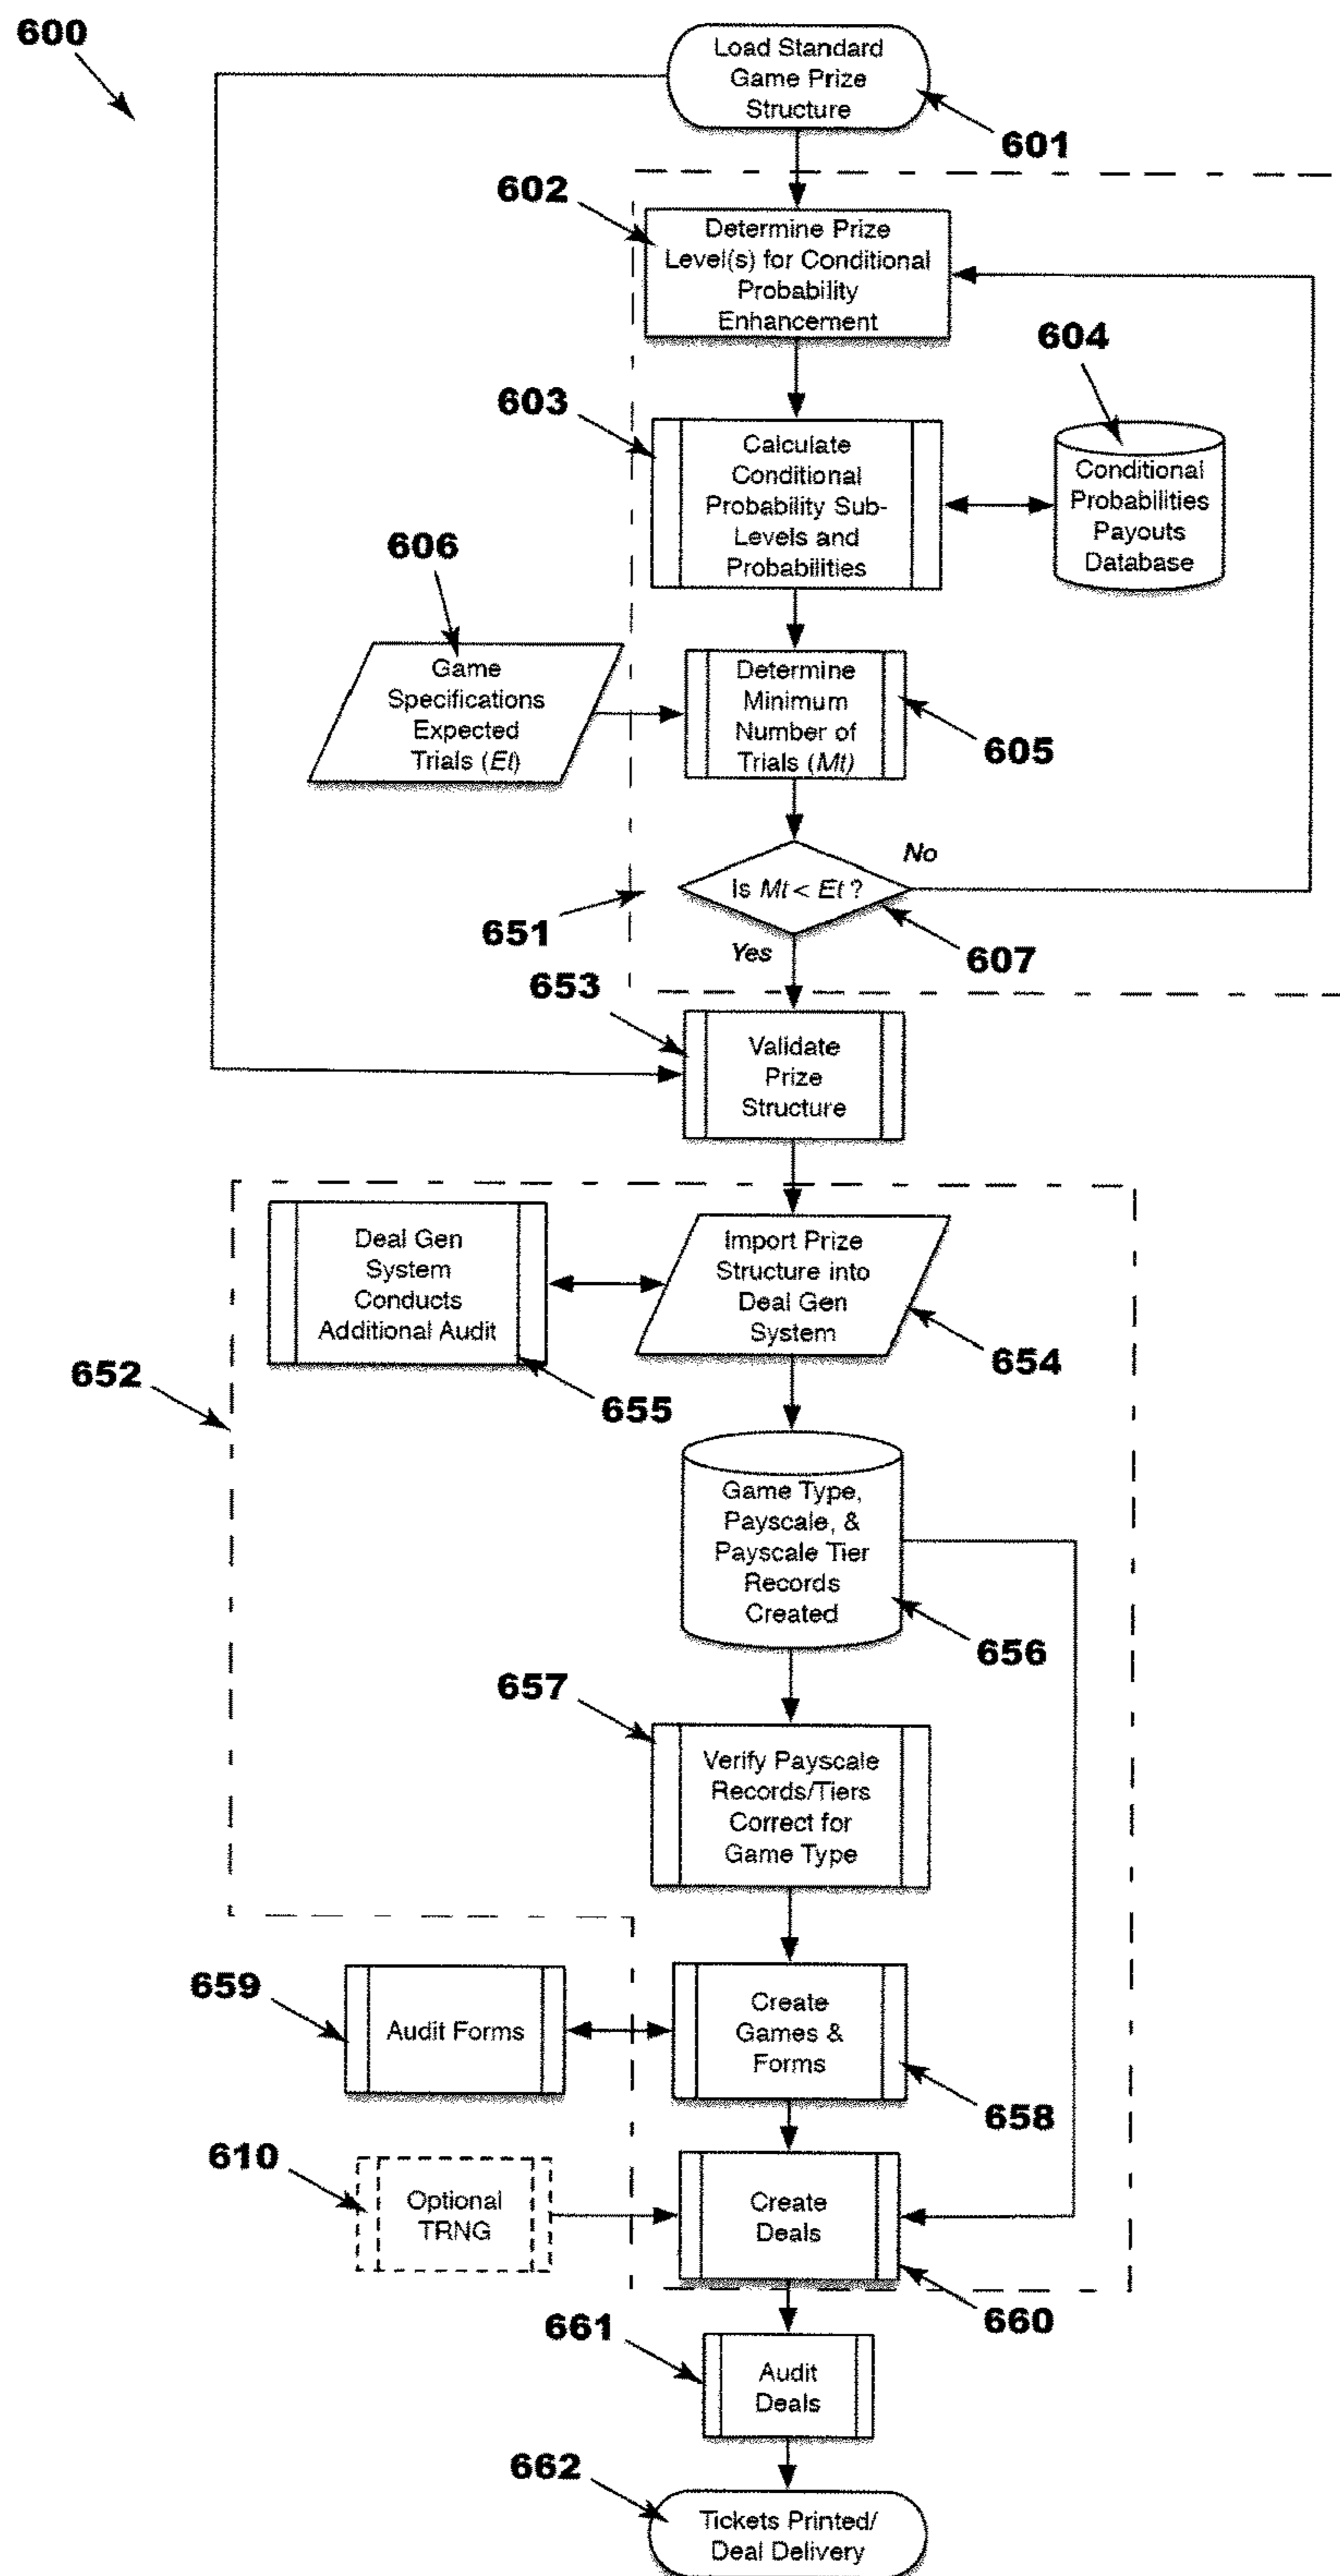 600
Load Standard
Game Prize
Structure
601
602
Determine Prize
Level(s) for Conditional
Probability
Enhancement
604
603
Calculate
Conditional
Probability Sub-
Levels and
Probabilities
Conditional
Probabilities
Payouts
Database
606
Game
Specifications
Expected
Trials (Et)
Determine
Minimum
Number of
Trials (Mt)
605
No
Is Mt < Et ?
651
Yes
607
653
Validate
Prize
Structure
Deal Gen
System
Conducts
Additional Audit
Import Prize
Structure into
Deal Gen
System
652
654
655
Game Type,
Payscale, &
Payscale Tier
Records
Created
656
657
Verify Payscale
Records/Tiers
Correct for
Game Type
659
Audit Forms
Create
Games &
Forms
658
610
Optional
TRNG
Create
Deals
660
661
Audit
Deals
662
Tickets Printed/
Deal Delivery